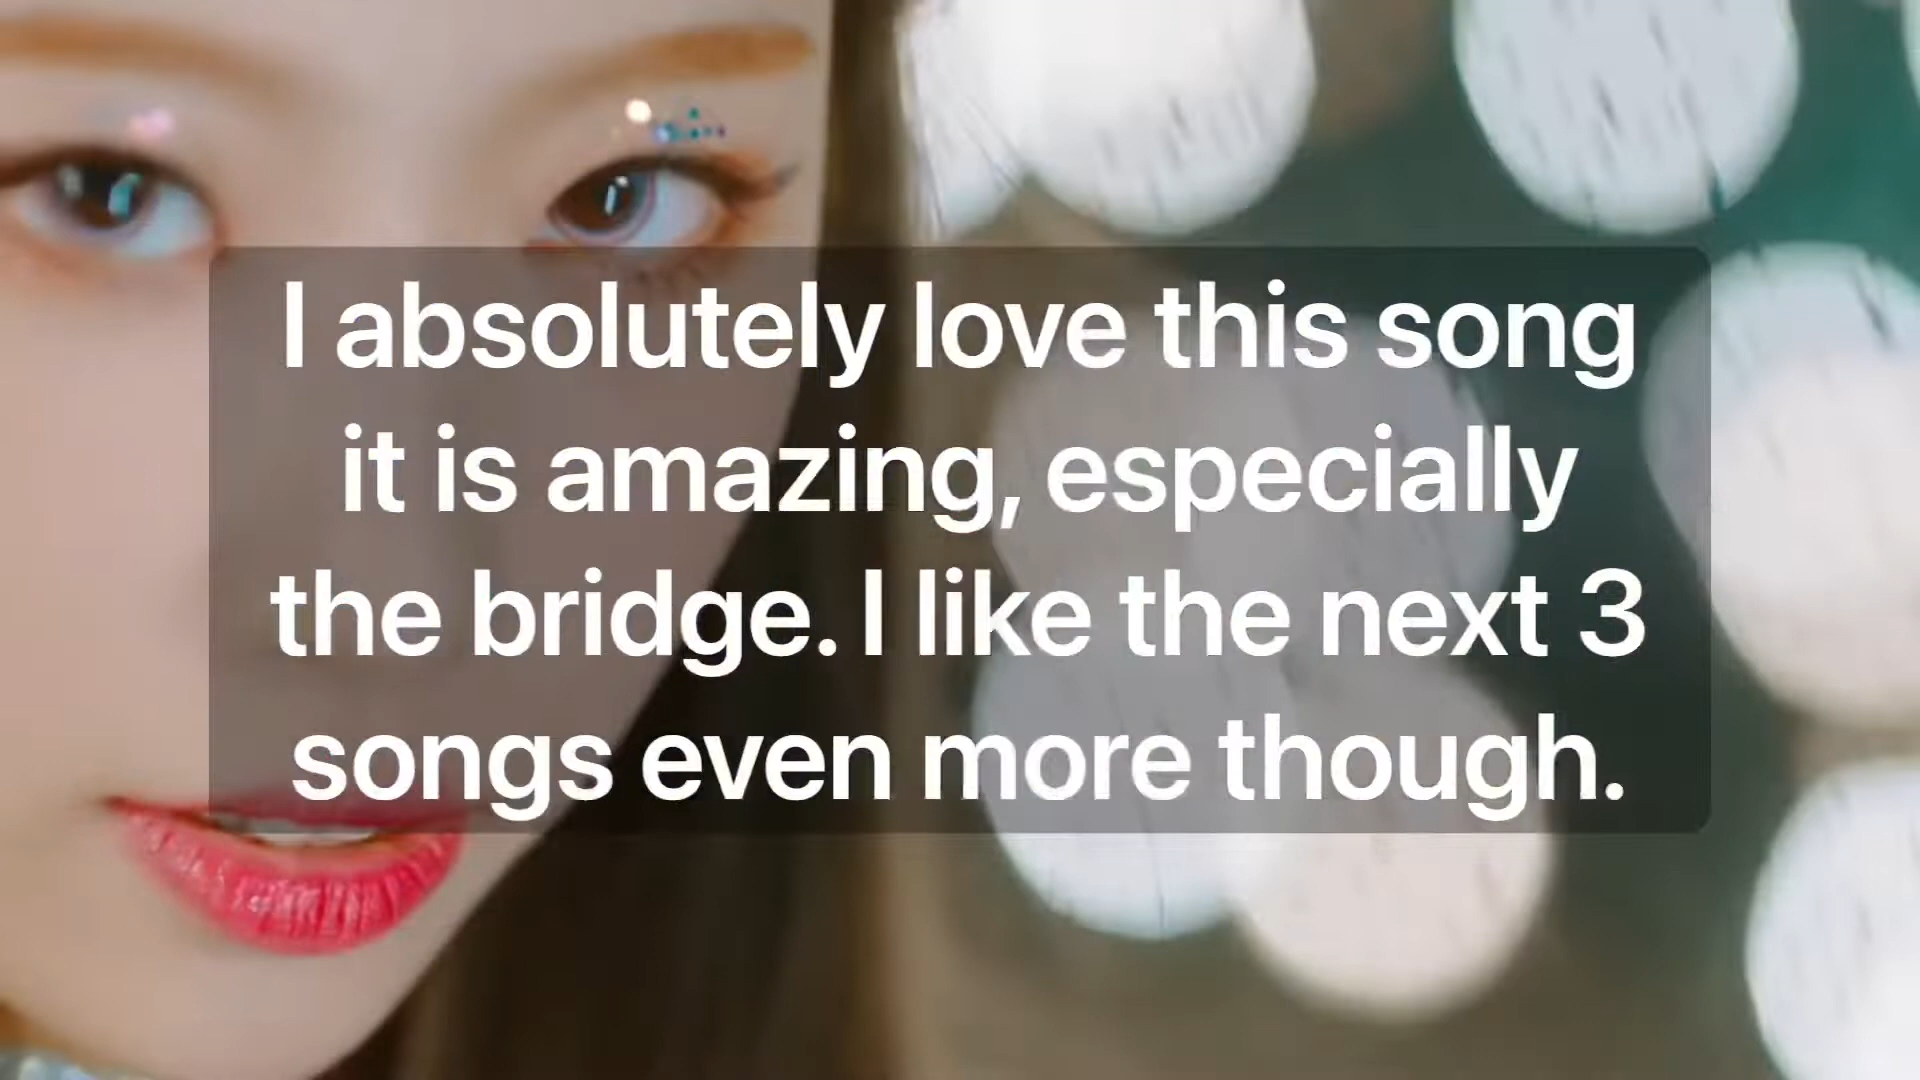 I absolutely love this song
it is amazing, especially
the bridge. I like the next 3
songs even more though.